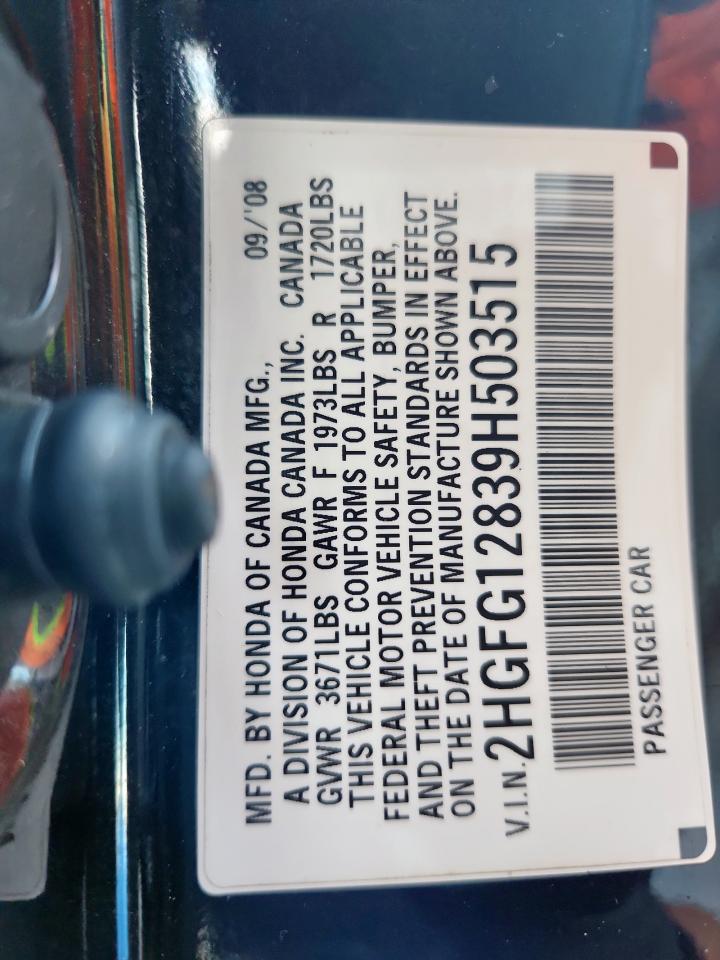 MFD. BY HONDA OF CANADA MFG., 09/'08
A DIVISION OF HONDA CANADA INC. CANADA
GVWR 3671LBS GAWR F 1973LBS R 1720LBS
THIS VEHICLE CONFORMS TO ALL APPLICABLE
FEDERAL MOTOR VEHICLE SAFETY, BUMPER,
AND THEFT PREVENTION STANDARDS IN EFFECT
ON THE DATE OF MANUFACTURE SHOWN ABOVE.
V.I.N. 2HGFG12839H503515
PASSENGER CAR